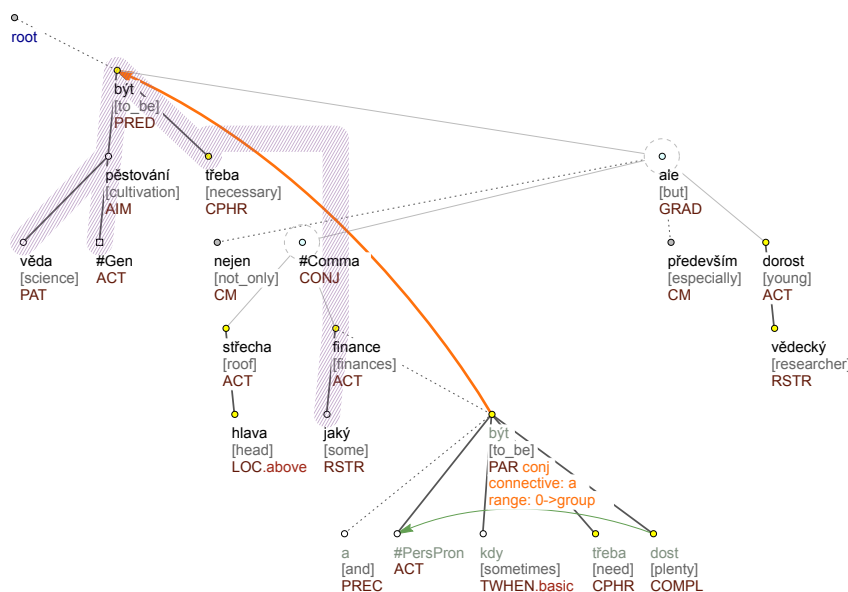 root
být
[to_be]
PRED
pěstování
[cultivation]
AIM
třeba
[necessary]
CPHR
ale
[but]
GRAD
věda
[science]
PAT
#Gen
ACT
nejen
[not_only]
CM
#Comma
CONJ
především
[especially]
CM
dorost
[young]
ACT
střecha
[roof]
ACT
finance
[finances]
ACT
vědecký
[researcher]
RSTR
hlava
[head]
LOC.above
jaký
[some]
RSTR
být
[to_be]
PAR conj
connective: a
range: 0->group
a
[and]
PREC
#PersPron
ACT
kdy
[sometimes]
TWHEN.basic
třeba
[need]
CPHR
dost
[plenty]
COMPL